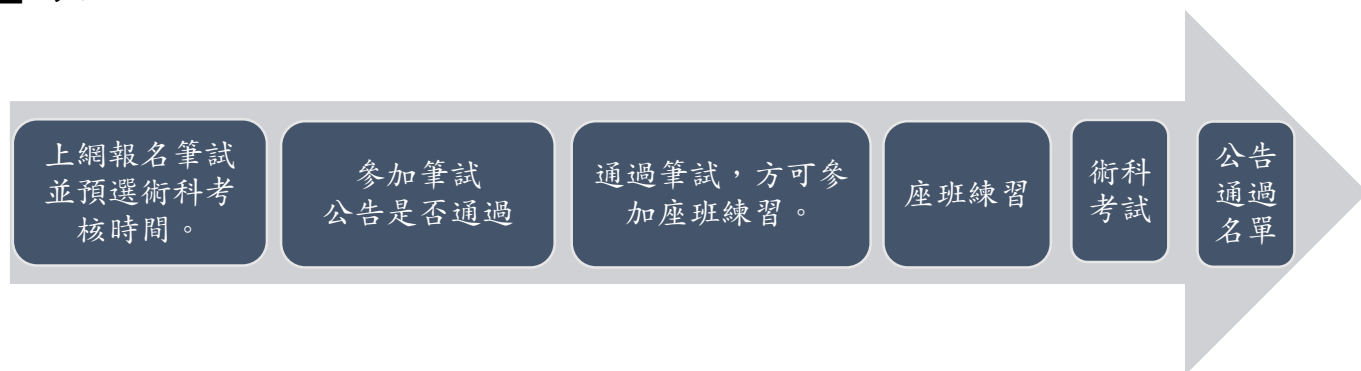 上網報名筆試
並預選術科考
核時間。
參加筆試
公告是否通過
通過筆試，方可參
加座班練習。
座班練習
術科
考試
公告
通過
名單